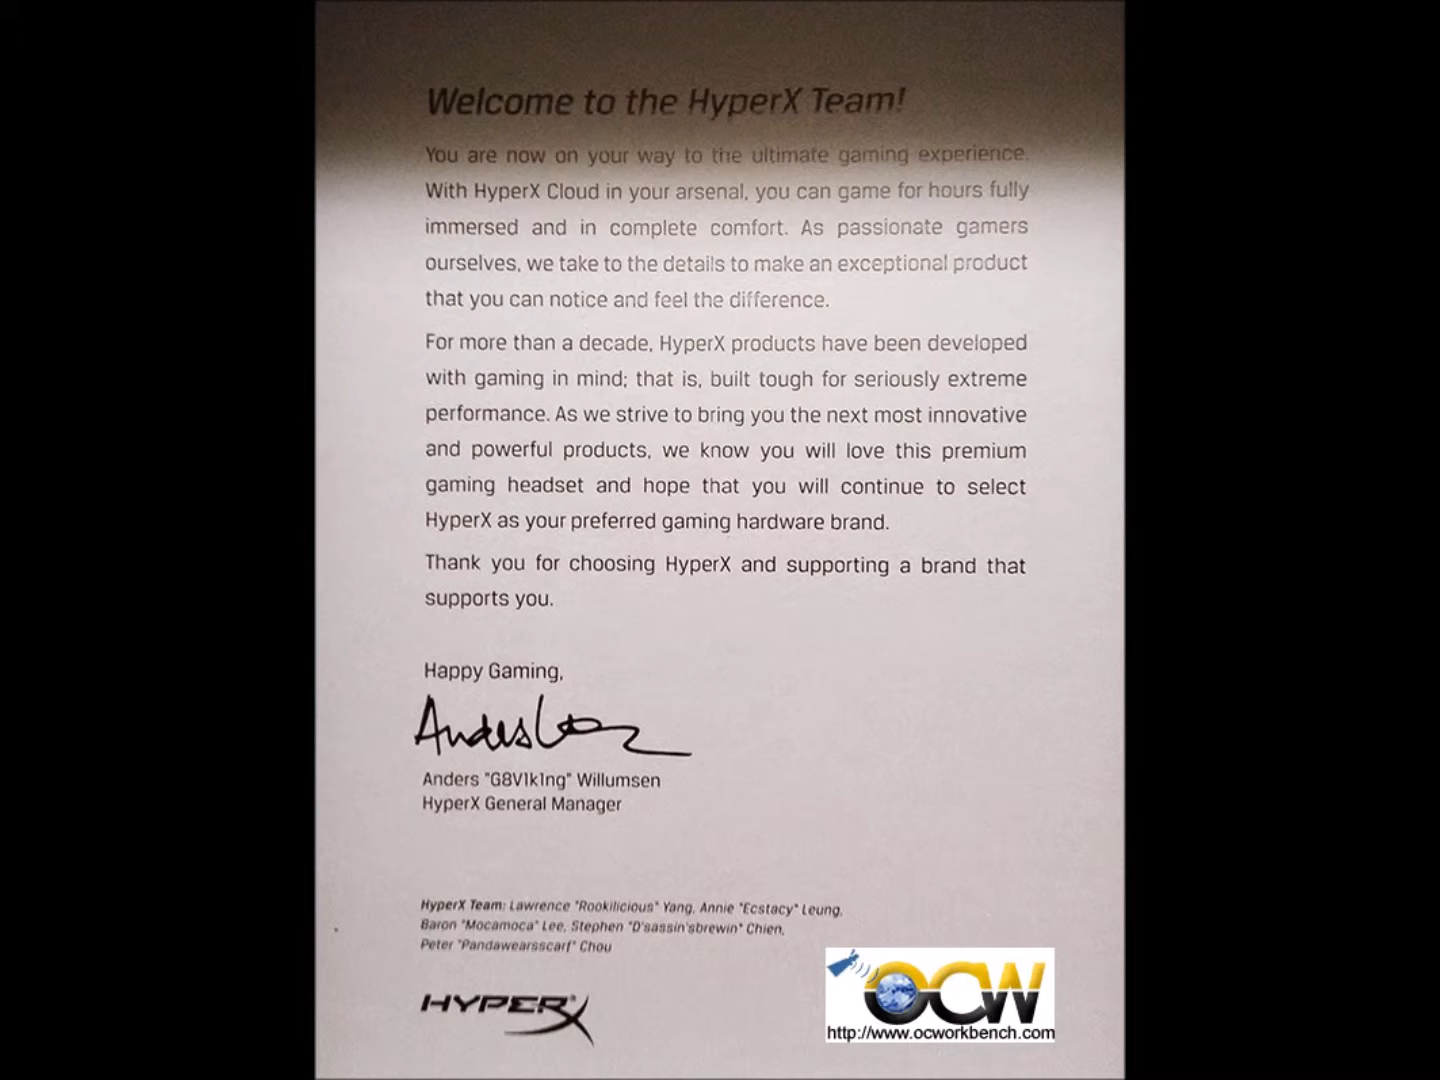 Welcome to the HyperX Team!
You are now on your way to the ultimate gaming experience.
With HyperX Cloud in your arsenal, you can game for hours fully
immersed and in complete comfort. As passionate gamers
ourselves, we take to the details to make an exceptional product
that you can notice and feel the difference.
For more than a decade, HyperX products have been developed
with gaming in mind; that is, built tough for seriously extreme
performance. As we strive to bring you the next most innovative
and powerful products, we know you will love this premium
gaming headset and hope that you will continue to select
HyperX as your preferred gaming hardware brand.
Thank you for choosing HyperX and supporting a brand that
supports you.
Happy Gaming,
Anders "G8V1k1ng" Willumsen
HyperX General Manager
HyperX Team: Lawrence "Rookilicious" Yang, Annie "Ecstacy" Leung,
Baron "Mocamoca" Lee, Stephen "D'sassin'sbrewin" Chien,
Peter "Pandawearsscarf" Chou
HYPERX
OCW
http://www.ocworkbench.com